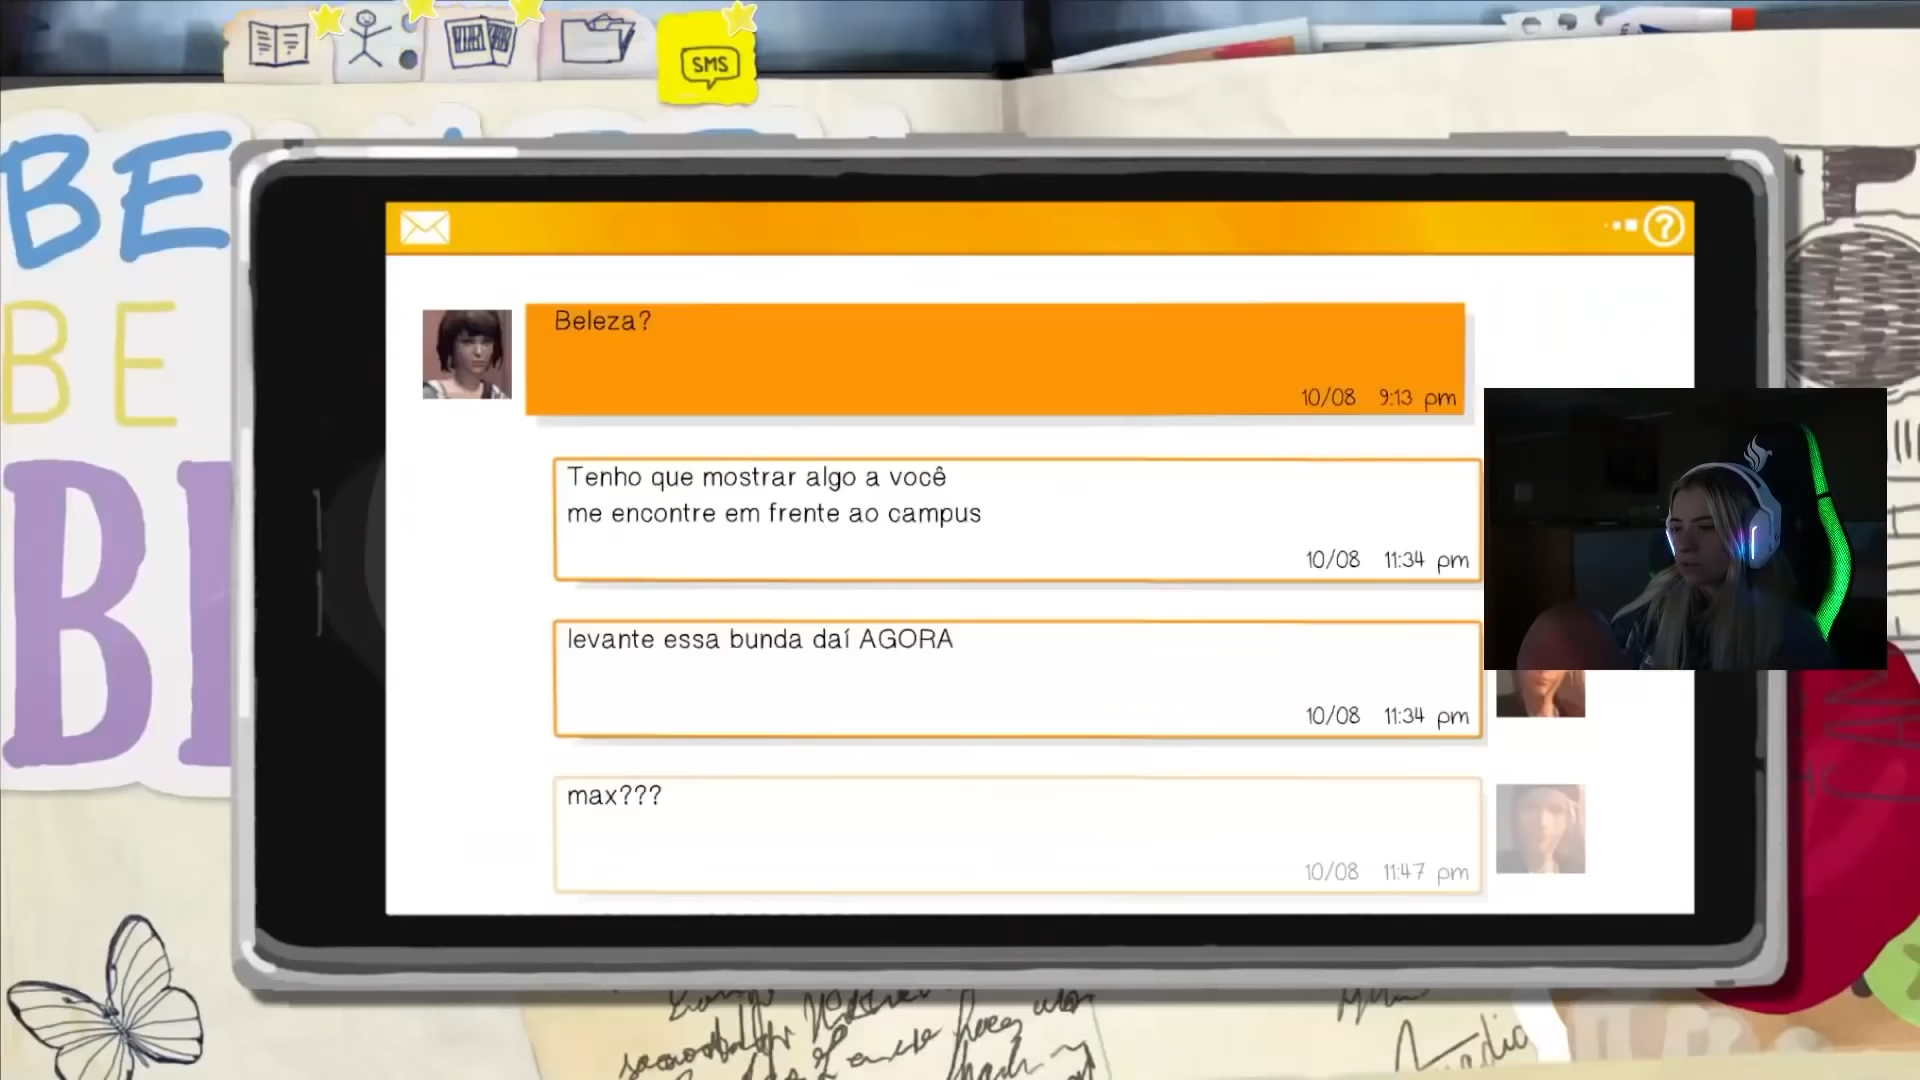 SMS
BE
BE
Beleza?
10/08 9:13 pm
Tenho que mostrar algo a você
me encontre em frente ao campus
10/08 11:34 pm
levante essa bunda daí AGORA
10/08 11:34 pm
max???
10/08 11:47 pm